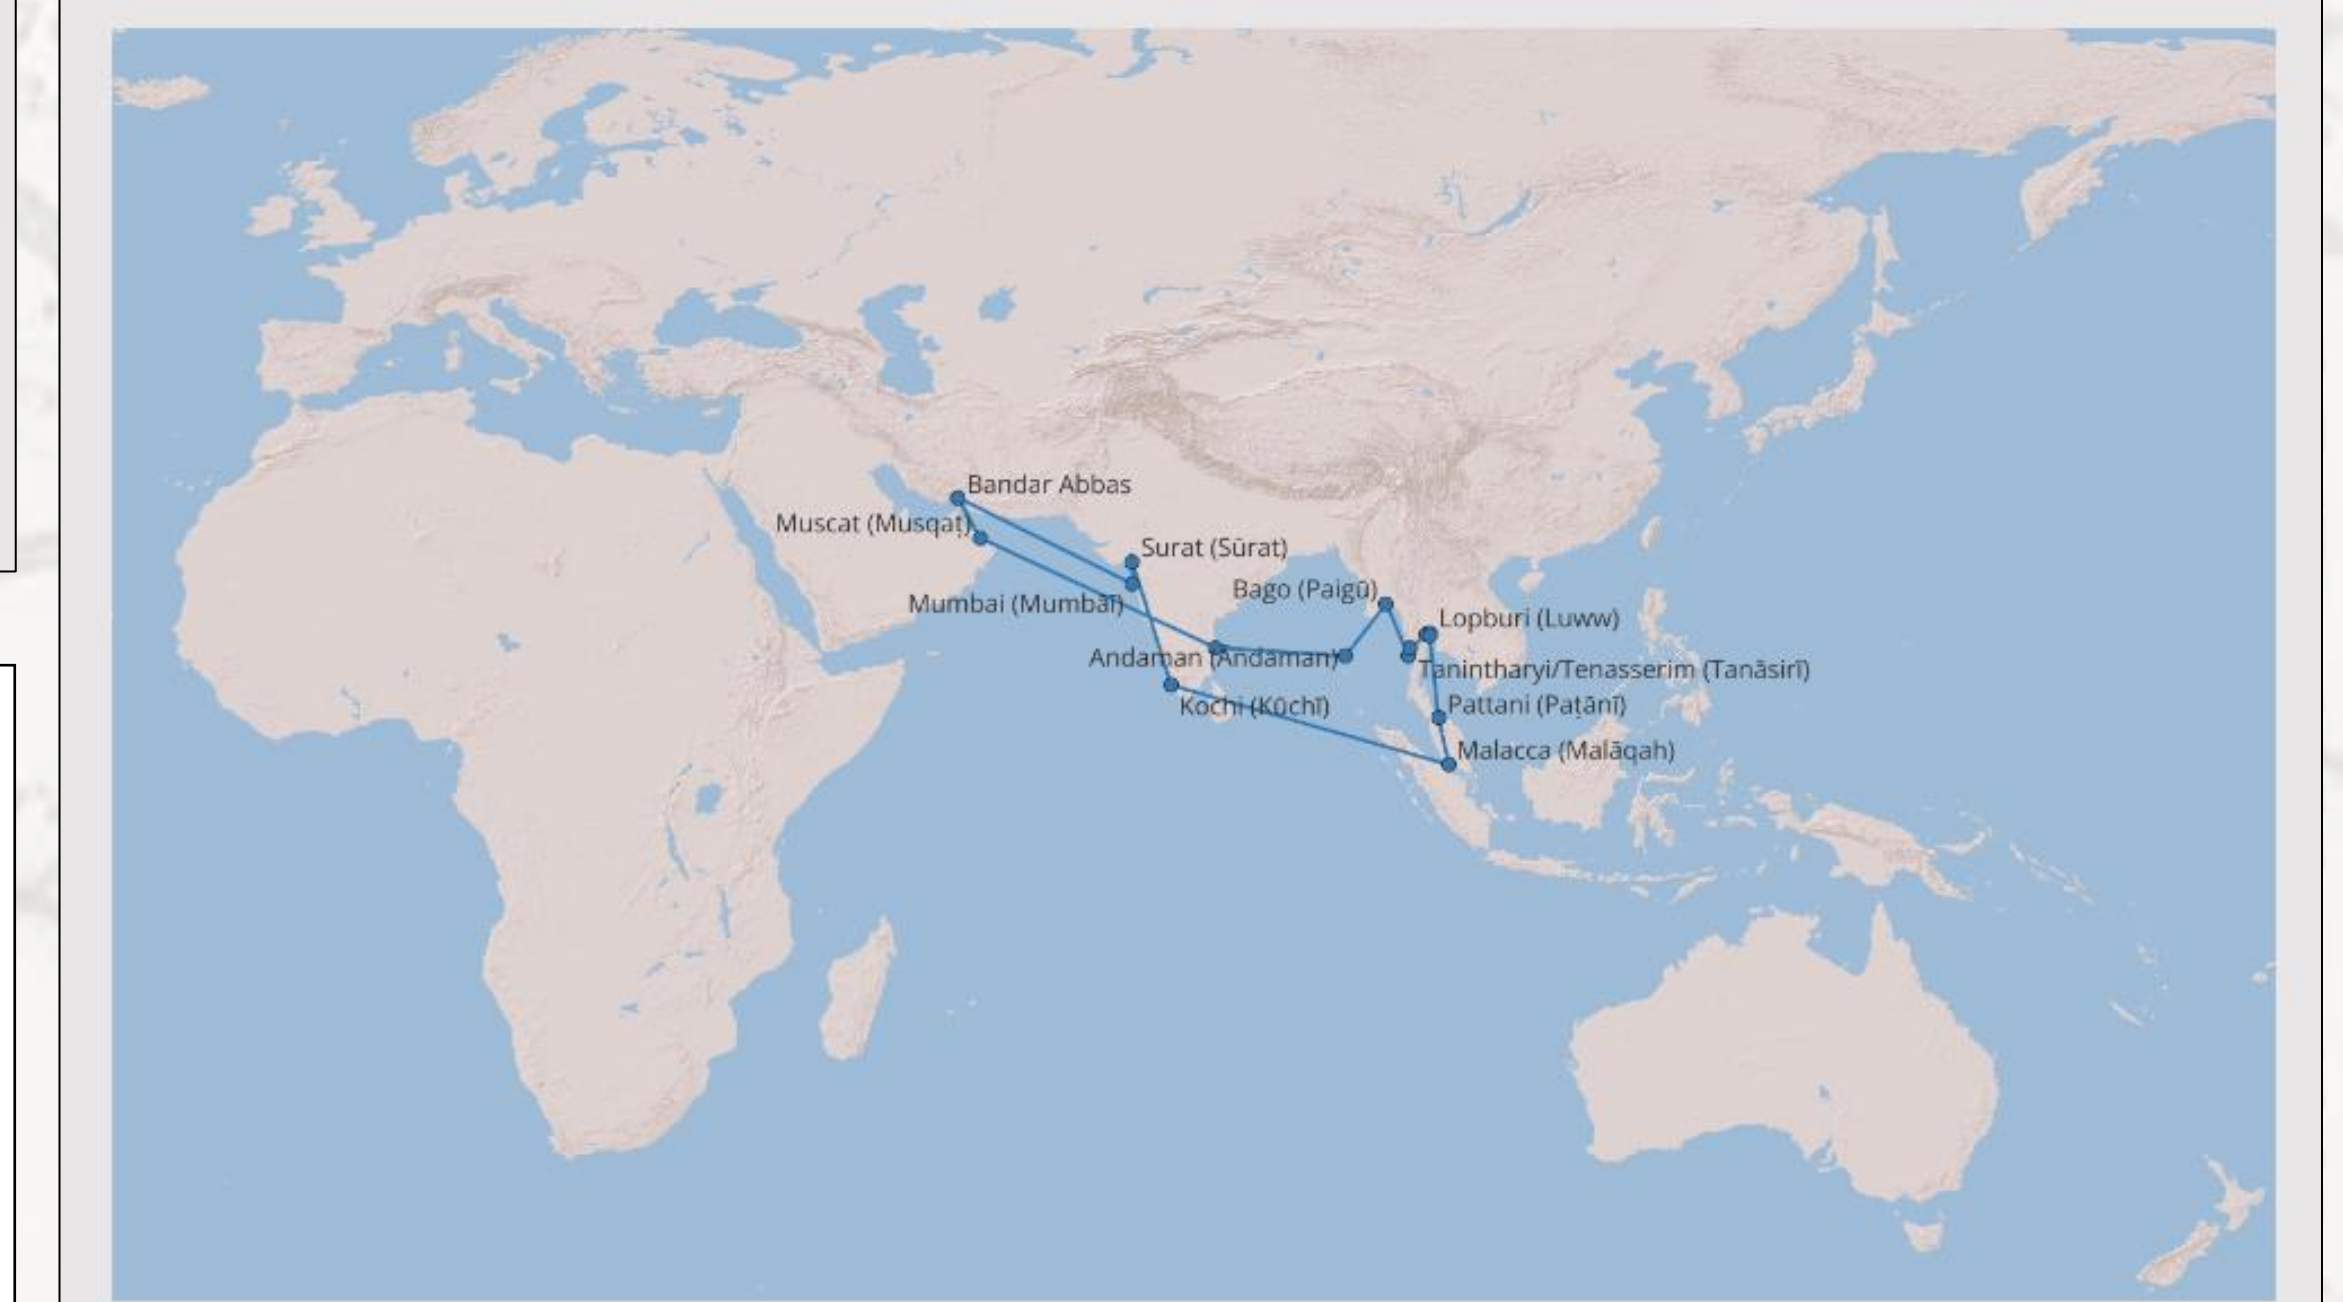 Bandar Abbas
Muscat (Musqaṭ)
Surat (Sūrat)
Bago (Paigū)
Mumbai (Mumbaī)
Lopburi (Luww)
Andaman (Andaman)
Tanintharyi/Tenasserim (Tanāsirī)
Kochi (Kūchī)
Pattani (Paṭānī)
Malacca (Malāqah)